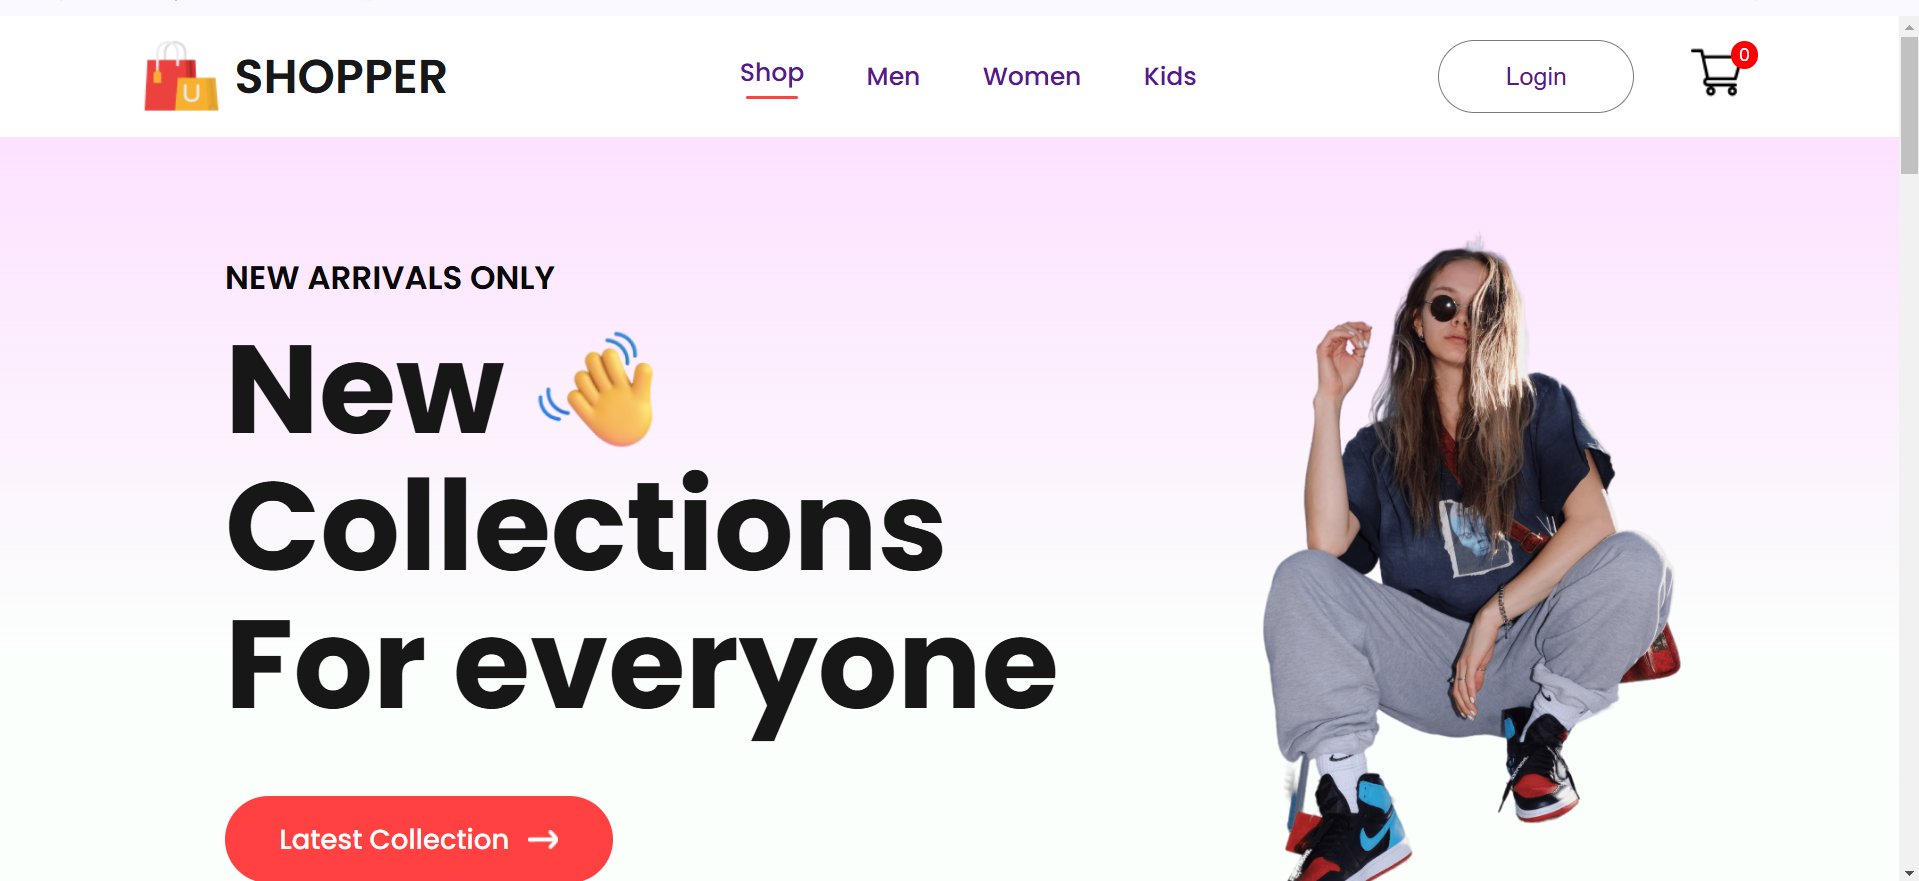 SHOPPER
Shop Men Women Kids
Login
0
NEW ARRIVALS ONLY
New
Collections
For everyone
Latest Collection